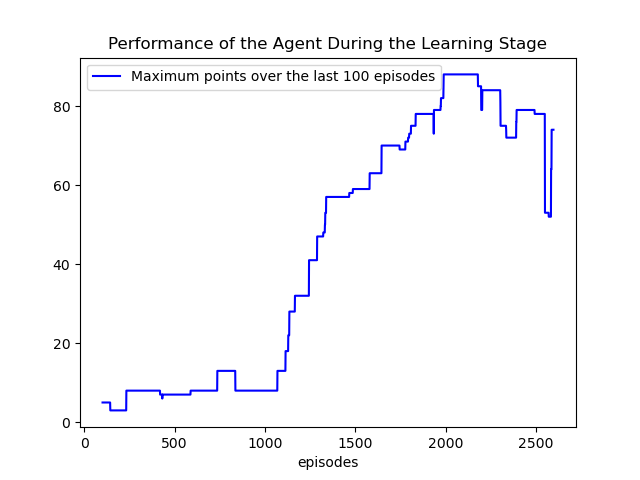 Performance of the Agent During the Learning Stage
Maximum points over the last 100 episodes
80
60
40
20
0
0 500 1000 1500 2000 2500
episodes